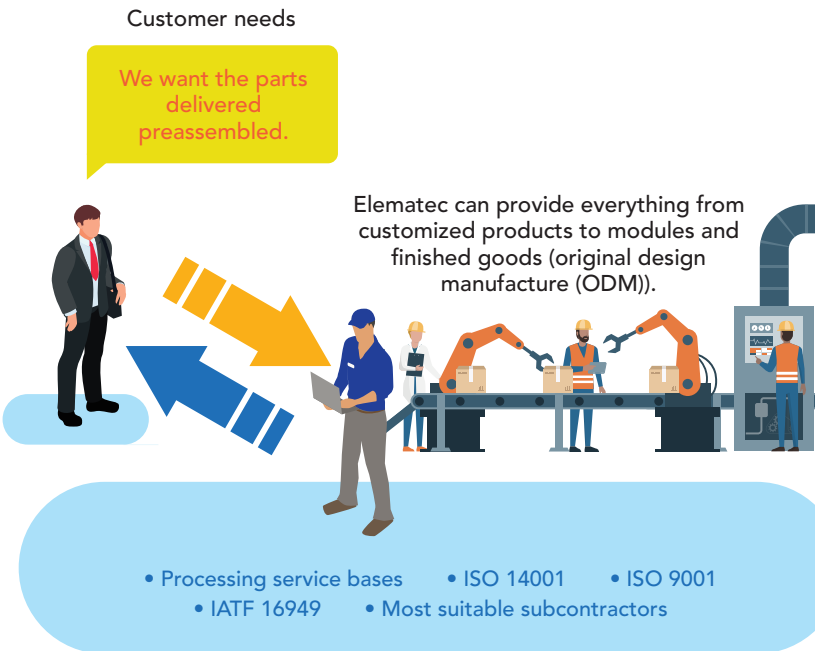 Customer needs
We want the parts
delivered
preassembled.
Elematec can provide everything from
customized products to modules and
finished goods (original design
manufacture (ODM)).
• Processing service bases • ISO 14001 • ISO 9001
• IATF 16949 • Most suitable subcontractors